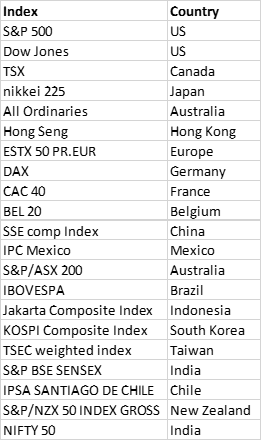 Index Country
S&P 500 US
Dow Jones US
TSX Canada
nikkei 225 Japan
All Ordinaries Australia
Hong Seng Hong Kong
ESTX 50 PR.EUR Europe
DAX Germany
CAC 40 France
BEL 20 Belgium
SSE comp Index China
IPC Mexico Mexico
S&P/ASX 200 Australia
IBOVESPA Brazil
Jakarta Composite Index Indonesia
KOSPI Composite Index South Korea
TSEC weighted index Taiwan
S&P BSE SENSEX India
IPSA SANTIAGO DE CHILE Chile
S&P/NZX 50 INDEX GROSS New Zealand
NIFTY 50 India